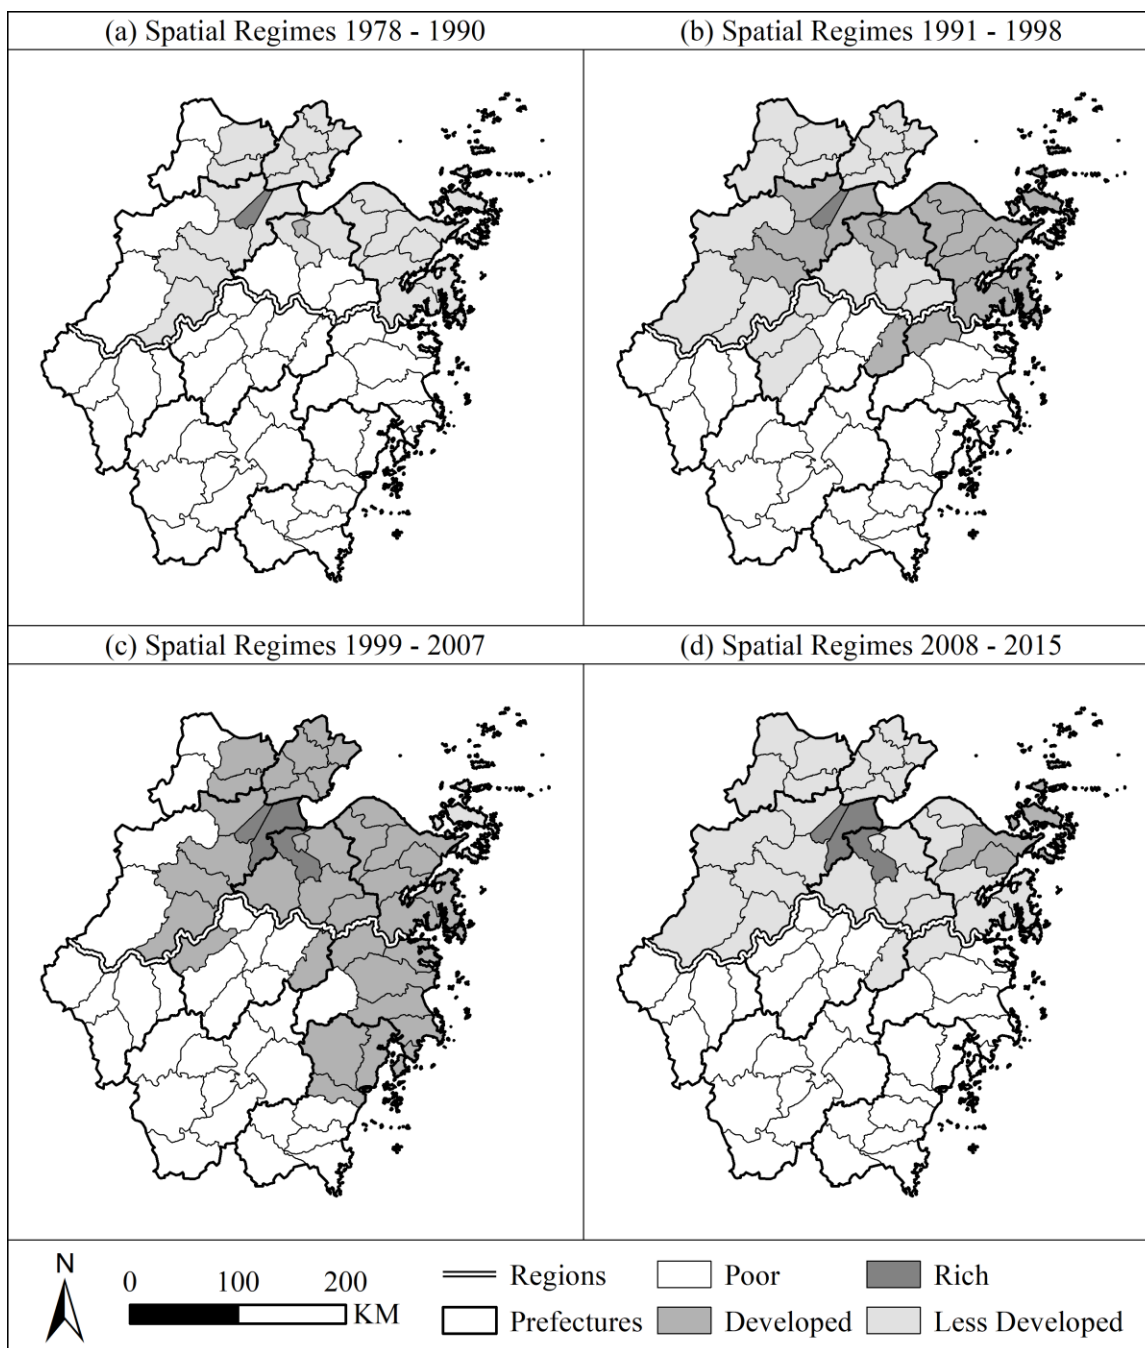 (a) Spatial Regimes 1978 - 1990
(b) Spatial Regimes 1991 - 1998
(c) Spatial Regimes 1999 - 2007
(d) Spatial Regimes 2008 - 2015
N
0 100 200
KM
Regions
Prefectures
Poor
Developed
Rich
Less Developed